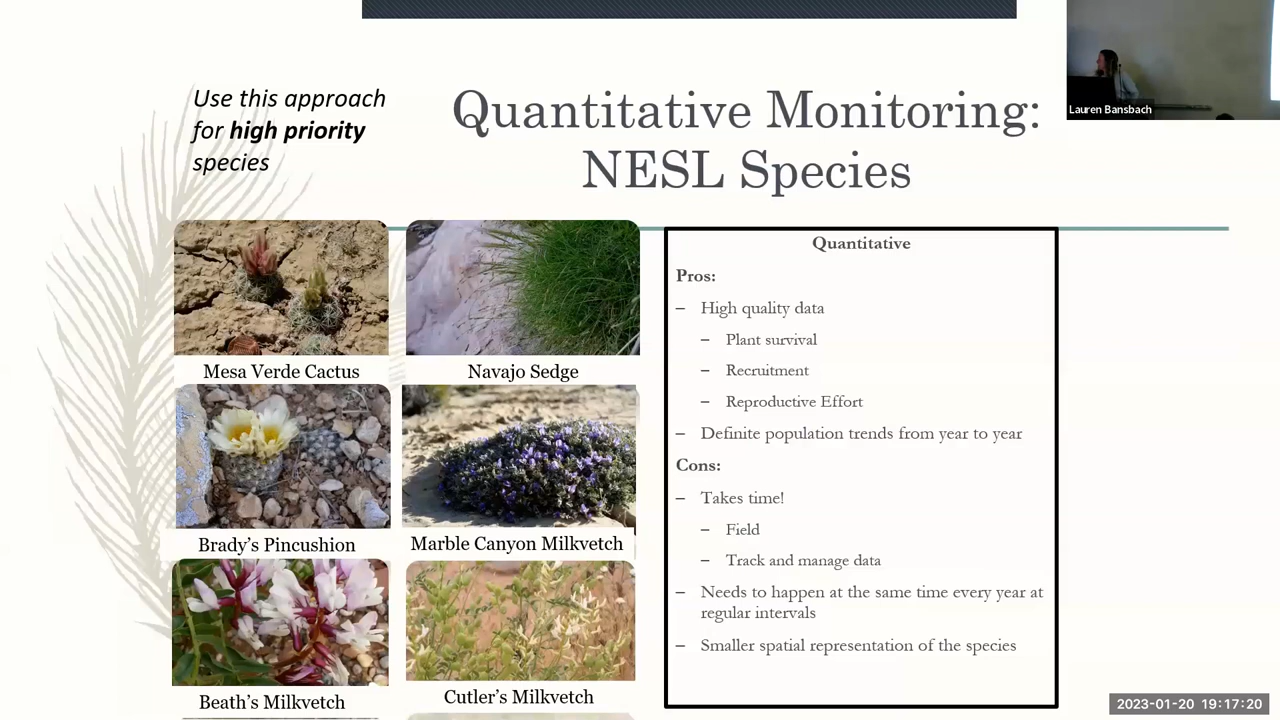 Use this approach
for high priority
species
Quantitative Monitoring:
NESL Species
Lauren Bansbach
Mesa Verde Cactus
Navajo Sedge
Brady's Pincushion
Marble Canyon Milkvetch
Beath's Milkvetch
Cutler's Milkvetch
Quantitative
Pros:
– High quality data
– Plant survival
– Recruitment
– Reproductive Effort
– Definite population trends from year to year
Cons:
– Takes time!
– Field
– Track and manage data
– Needs to happen at the same time every year at
regular intervals
– Smaller spatial representation of the species
2023-01-20 19:17:20